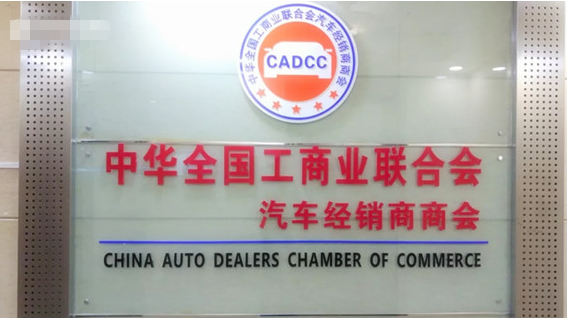 中华全国工商业联合会汽车经销商商会
CADCC
中华全国工商业联合会
汽车经销商商会
CHINA AUTO DEALERS CHAMBER OF COMMERCE